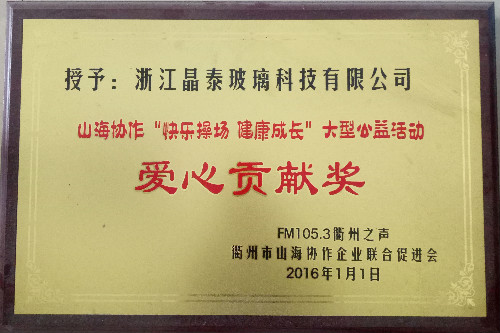 授予：浙江晶泰玻璃科技有限公司
山海协作“快乐操场 健康成长”大型公益活动
爱心贡献奖
FM105.3衢州之声
衢州市山海协作企业联合促进会
2016年1月1日